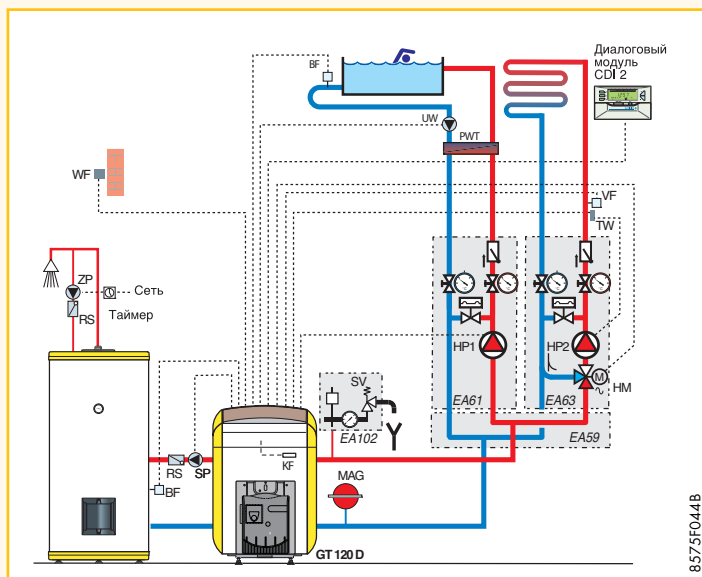 BF
Диалоговый
модуль
CDI 2
UW
PWT
WF
VF
TW
ZP
Сеть
Таймер
RS
HP1
HP2
M
HM
SV
EA61
EA63
EA102
EA59
RS
SP
KF
BF
MAG
GT 120 D
8575F044B